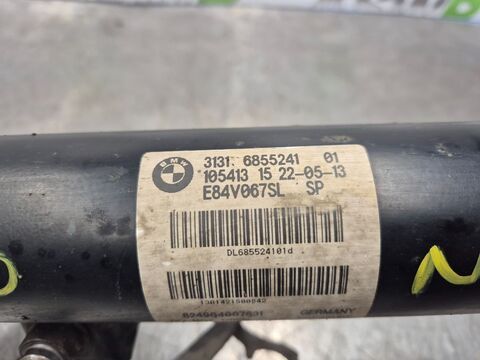 BMW
3131. 6855241 01
105413 15 22-05-13
E84V067SL SP
DL685524101d
GERMANY